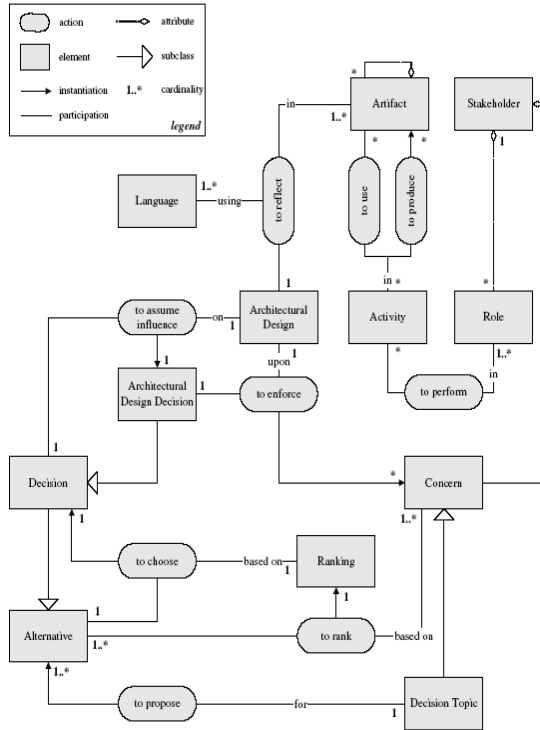 action
attribute
element
subclass
instantiation
1..*
cardinality
participation
legend
*
in
1..*
Artifact
Stakeholder
*
*
1
Language
1..*
using
to reflect
to use
to produce
1
in
*
*
to assume
influence
on
1
Architectural
Design
Activity
Role
1
upon
1
*
1..*
in
Architectural
Design Decision
1
to enforce
to perform
1
Decision
*
Concern
1
1..*
to choose
based on
1
Ranking
1
1
Alternative
1..*
to rank
based on
1..*
to propose
for
1
Decision Topic